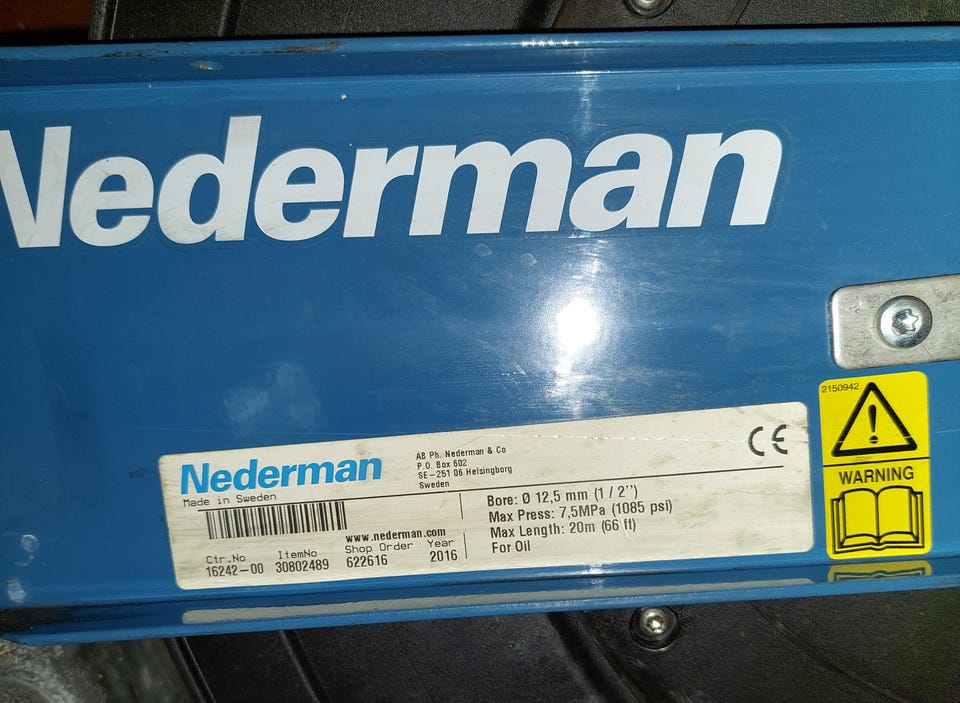 Nederman
Nederman
Made in Sweden
AB Ph. Nederman & Co
P.O. Box 602
SE-251 06 Helsingborg
Sweden
CE
www.nederman.com
Ctr.No ItemNo Shop Order Year
16242-00 30802489 622616 2016
Bore: Ø 12,5 mm (1 / 2'')
Max Press: 7,5MPa (1085 psi)
Max Length: 20m (66 ft)
For Oil
2150942
!
WARNING